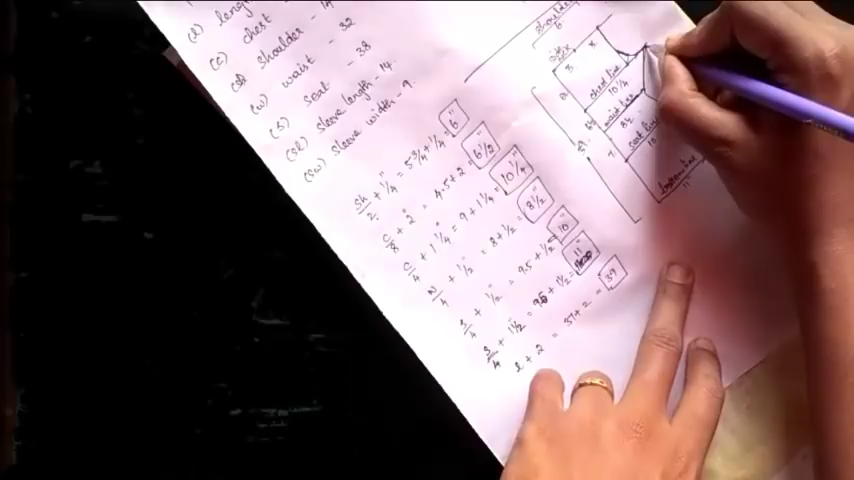 (l) length
(c) chest
(sh) shoulder - 
(w) waist - 32
(s) seat - 38
(sl) sleeve length - 14.
(sw) sleeve width - 9.
sh/2 + 1/4" = 5 3/4 + 1/4 = 6"
c/8 + 2" = 4.5 + 2 = 6 1/2"
c/4 + 1 1/4" = 9 + 1 1/4 = 10 1/4"
w/4 + 1/2" = 8 + 1/2 = 8 1/2"
s/4 + 1/2" = 9.5 + 1/2 = 10"
s/4 + 1 1/2" = 9.5 + 1 1/2 = 11"
l + 2 = 37 + 2 = 39
shoulder
6
chest line
10 1/4
waist line
8 1/2
seat line
10
bottom
11"